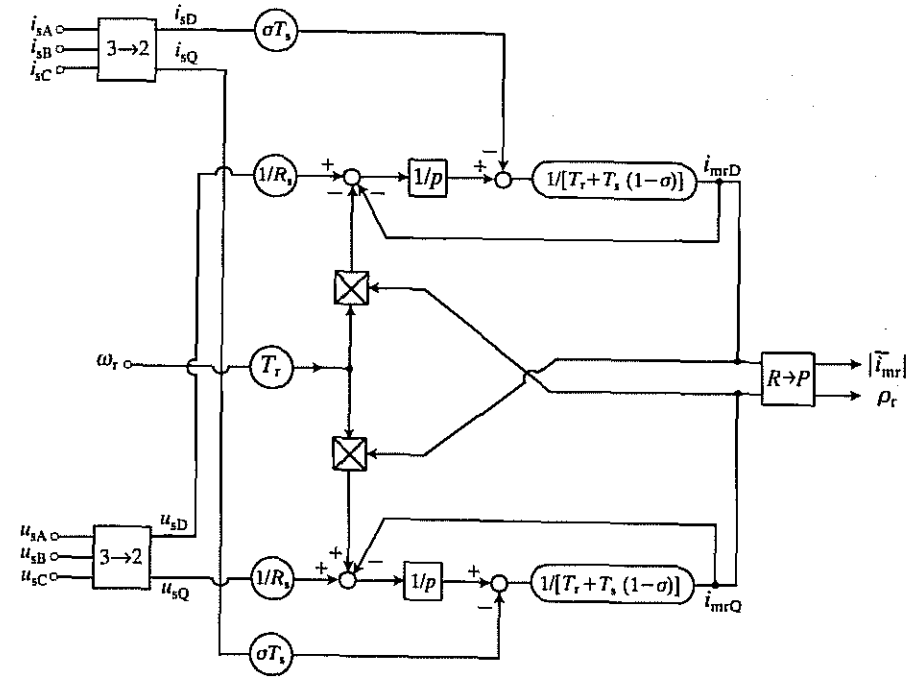 i_sA
i_sB
i_sC
3→2
i_sD
i_sQ
σT_s
1/R_s
+
−
−
1/p
+
−
1/[T_r+T_s (1−σ)]
i_mrD
ω_r
T_r
R→P
|i̅_mr|
ρ_r
u_sA
u_sB
u_sC
3→2
u_sD
u_sQ
1/R_s
+
+
−
1/p
+
−
1/[T_r+T_s (1−σ)]
i_mrQ
σT_s